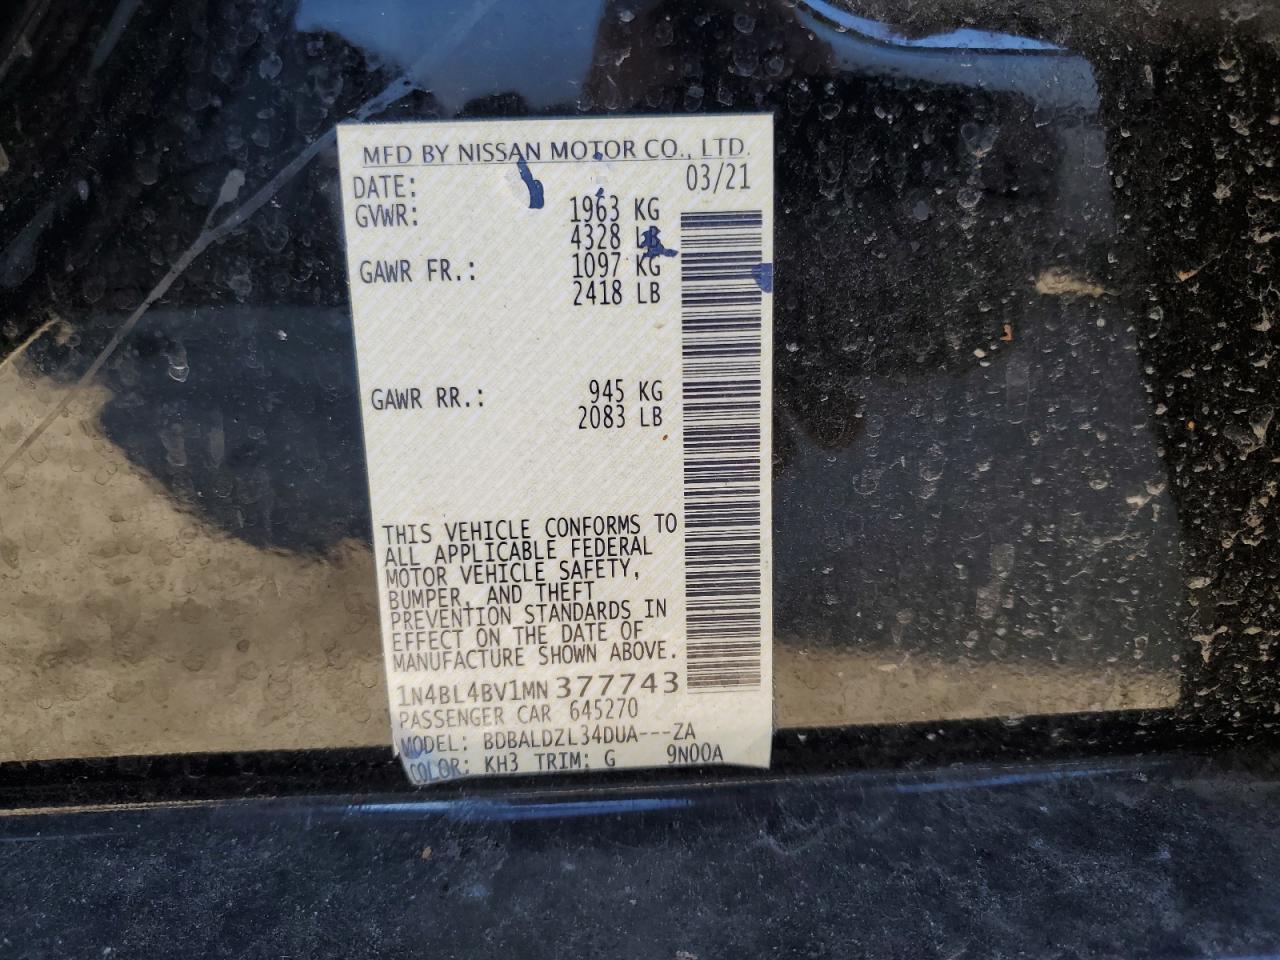 MFD BY NISSAN MOTOR CO., LTD.
DATE: 03/21
GVWR: 1963 KG
4328 LB
GAWR FR.: 1097 KG
2418 LB
GAWR RR.: 945 KG
2083 LB
THIS VEHICLE CONFORMS TO
ALL APPLICABLE FEDERAL
MOTOR VEHICLE SAFETY,
BUMPER, AND THEFT
PREVENTION STANDARDS IN
EFFECT ON THE DATE OF
MANUFACTURE SHOWN ABOVE.
1N4BL4BV1MN377743
PASSENGER CAR 645270
MODEL: BDBALDZL34DUA---ZA
COLOR: KH3 TRIM: G 9N00A